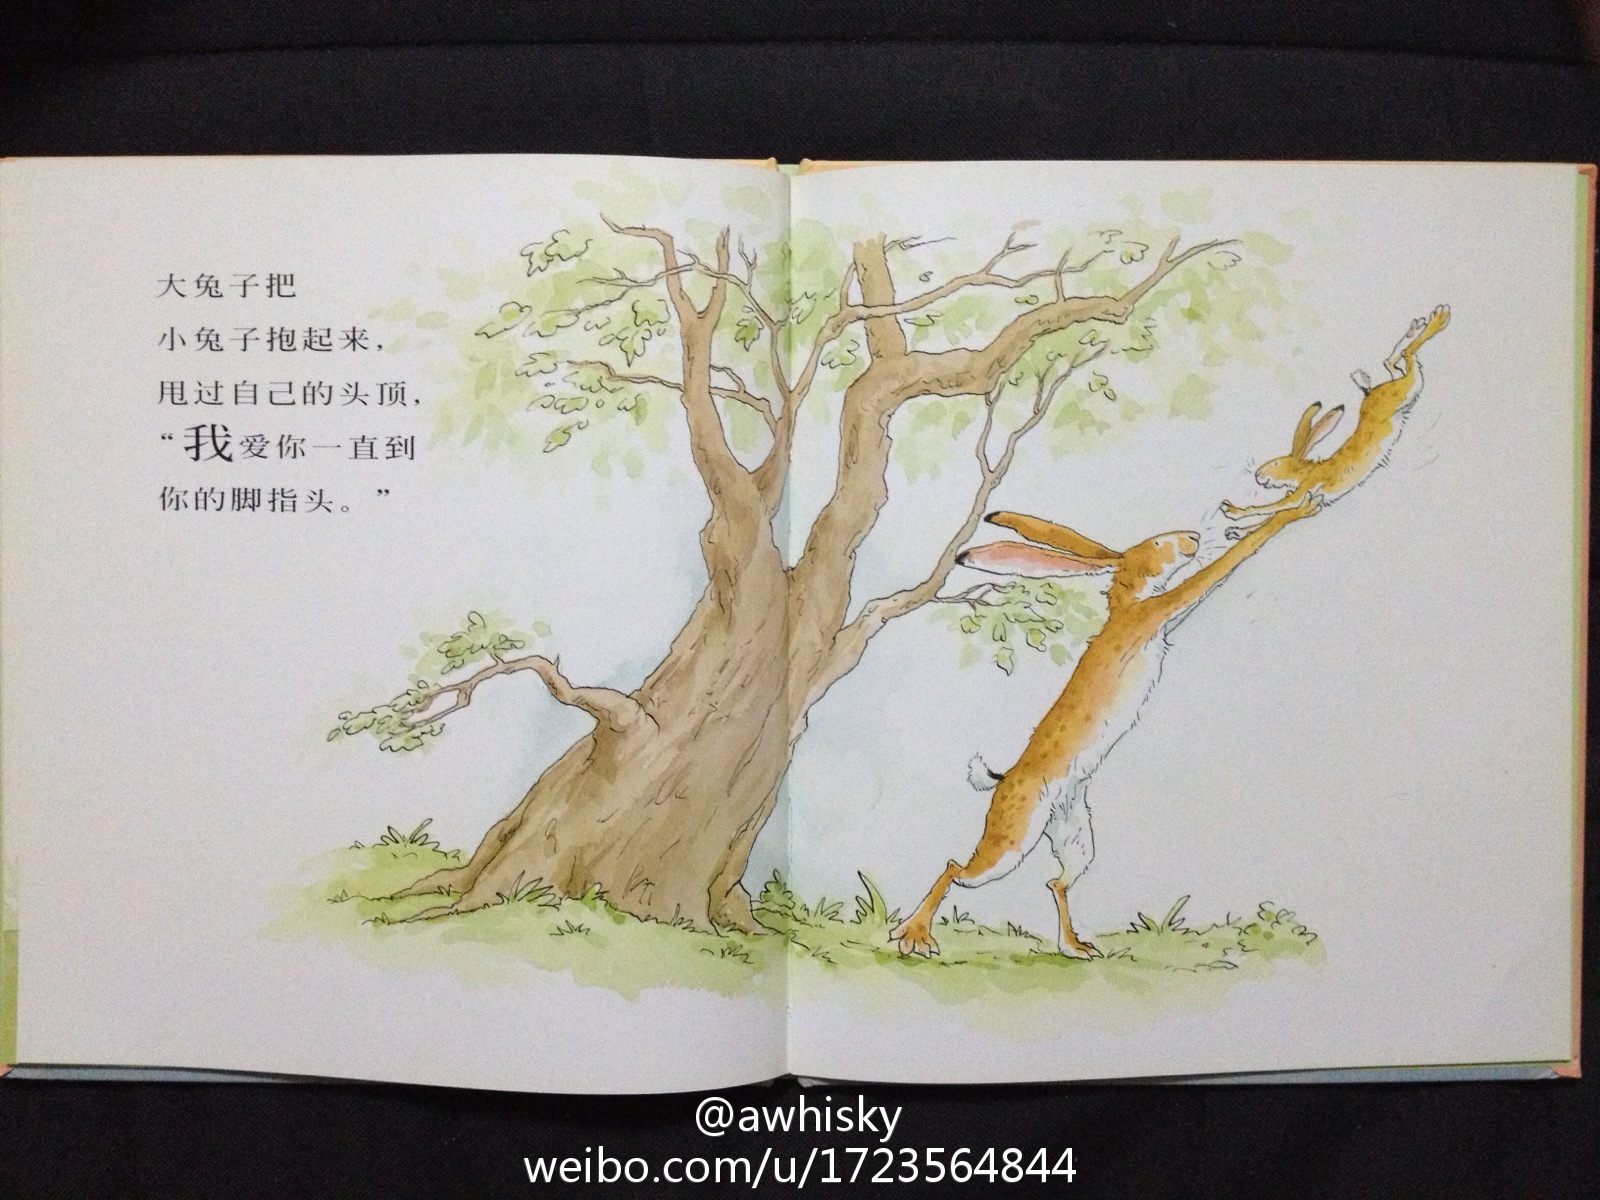 大兔子把
小兔子抱起来，
甩过自己的头顶，
“我爱你一直到
你的脚指头。”
@awhisky
weibo.com/u/1723564844